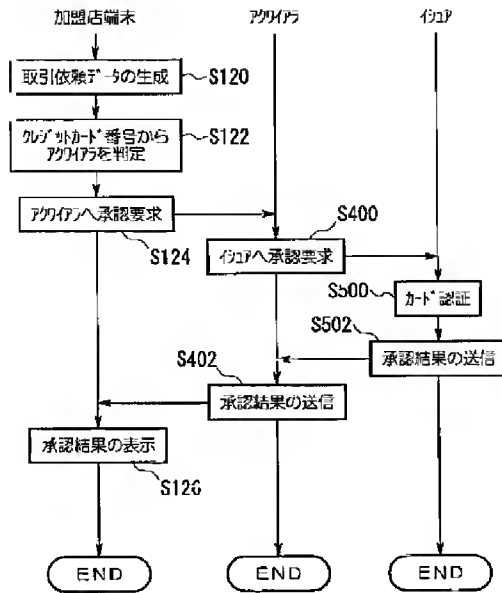 加盟店端末
ｱｸﾜｲｱﾗ
ｲｼｭｱ
取引依頼ﾃﾞｰﾀの生成
S120
ｸﾚｼﾞｯﾄｶｰﾄﾞ番号から
ｱｸﾜｲｱﾗを判定
S122
ｱｸﾜｲｱﾗへ承認要求
S124
S400
ｲｼｭｱへ承認要求
S500
ｶｰﾄﾞ認証
S502
承認結果の送信
S402
承認結果の送信
承認結果の表示
S126
END
END
END